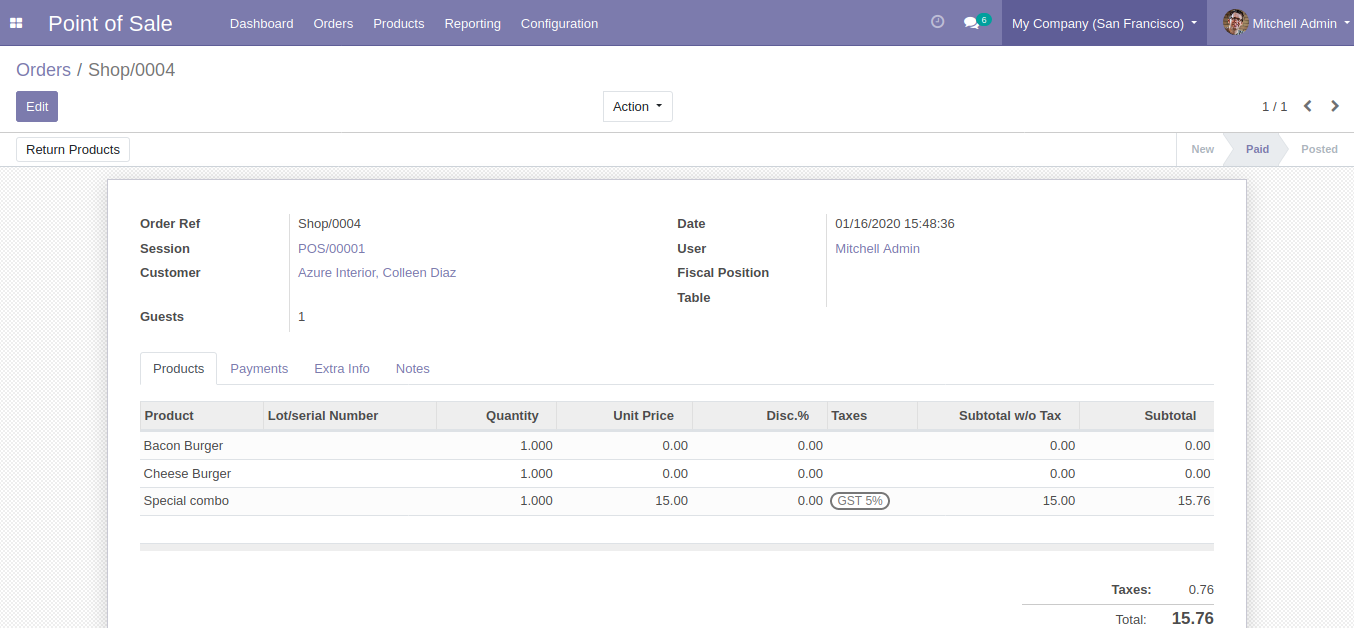 Point of Sale Dashboard Orders Products Reporting Configuration 6 My Company (San Francisco) Mitchell Admin
Orders / Shop/0004
Edit Action 1 / 1
Return Products New Paid Posted
Order Ref Shop/0004 Date 01/16/2020 15:48:36
Session POS/00001 User Mitchell Admin
Customer Azure Interior, Colleen Diaz Fiscal Position
Table
Guests 1
Products Payments Extra Info Notes
Product Lot/serial Number Quantity Unit Price Disc.% Taxes Subtotal w/o Tax Subtotal
Bacon Burger 1.000 0.00 0.00 0.00 0.00
Cheese Burger 1.000 0.00 0.00 0.00 0.00
Special combo 1.000 15.00 0.00 GST 5% 15.00 15.76
Taxes: 0.76
Total: 15.76